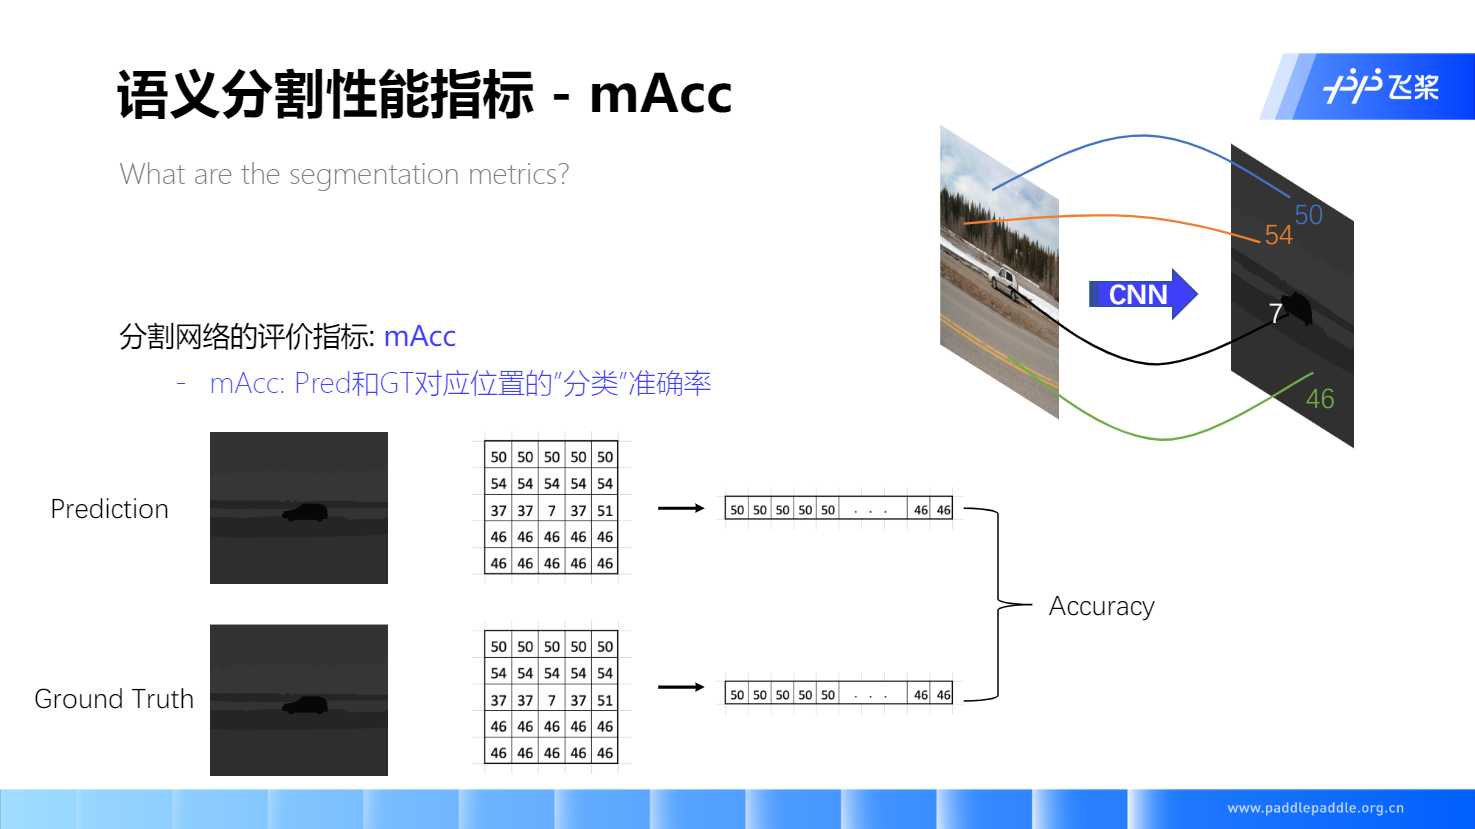 语义分割性能指标 - mAcc
飞桨
What are the segmentation metrics?
50
54
CNN
7
46
分割网络的评价指标: mAcc
- mAcc: Pred和GT对应位置的"分类"准确率
Prediction
50 50 50 50 50
54 54 54 54 54
37 37 7 37 51
46 46 46 46 46
46 46 46 46 46
50 50 50 50 50 . . . 46 46
Accuracy
Ground Truth
50 50 50 50 50
54 54 54 54 54
37 37 7 37 51
46 46 46 46 46
46 46 46 46 46
50 50 50 50 50 . . . 46 46
www.paddlepaddle.org.cn